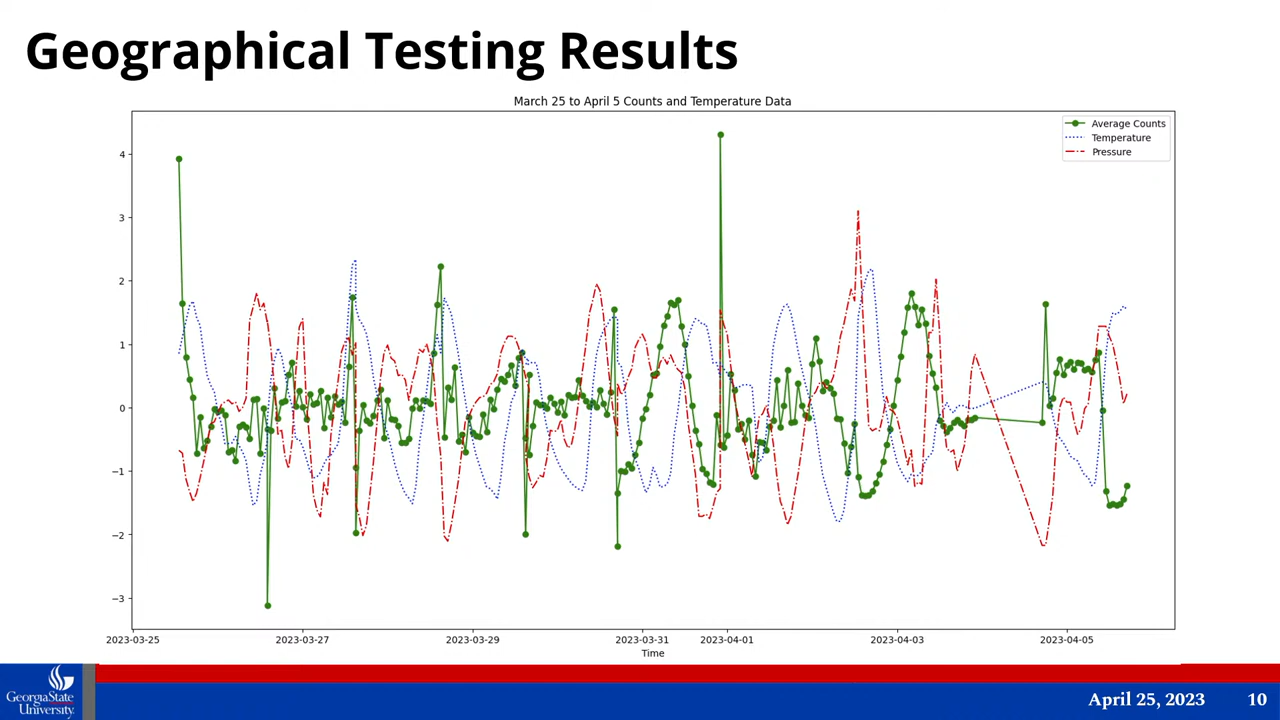 Geographical Testing Results
March 25 to April 5 Counts and Temperature Data
Average Counts
Temperature
Pressure
4
3
2
1
0
−1
−2
−3
2023-03-25
2023-03-27
2023-03-29
2023-03-31
2023-04-01
2023-04-03
2023-04-05
Time
GeorgiaState
University
April 25, 2023
10